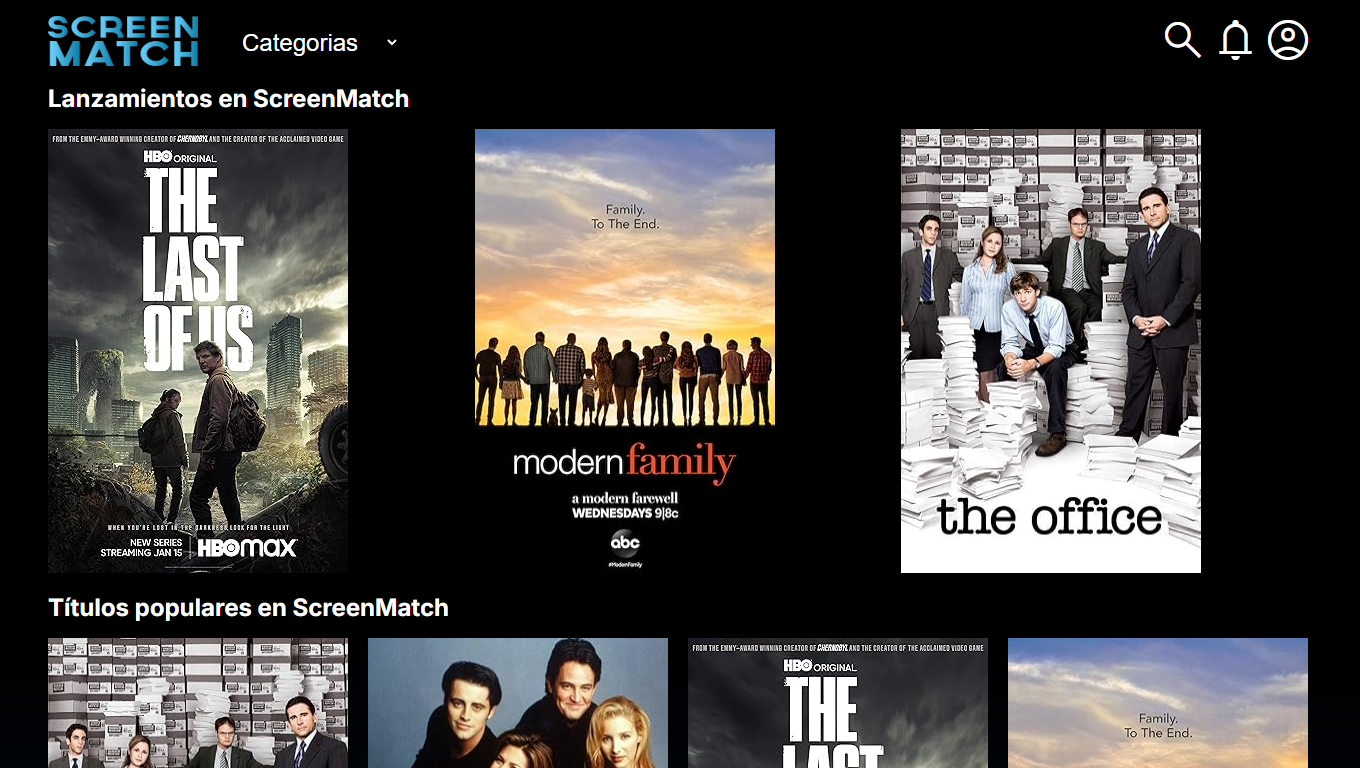 SCREEN
MATCH
Categorias
Lanzamientos en ScreenMatch
FROM THE EMMY-AWARD WINNING CREATOR OF CHERNOBYL AND THE CREATOR OF THE ACCLAIMED VIDEO GAME
HBO ORIGINAL
THE
LAST
OF US
WHEN YOU'RE LOST IN THE DARKNESS LOOK FOR THE LIGHT
NEW SERIES
STREAMING JAN 15
HBOMAX
Family.
To The End.
modern family
a modern farewell
WEDNESDAYS 9|8c
abc
#ModernFamily
the office
Títulos populares en ScreenMatch
FROM THE EMMY-AWARD WINNING CREATOR OF CHERNOBYL AND THE CREATOR OF THE ACCLAIMED VIDEO GAME
HBO ORIGINAL
THE
LAST
Family.
To The End.